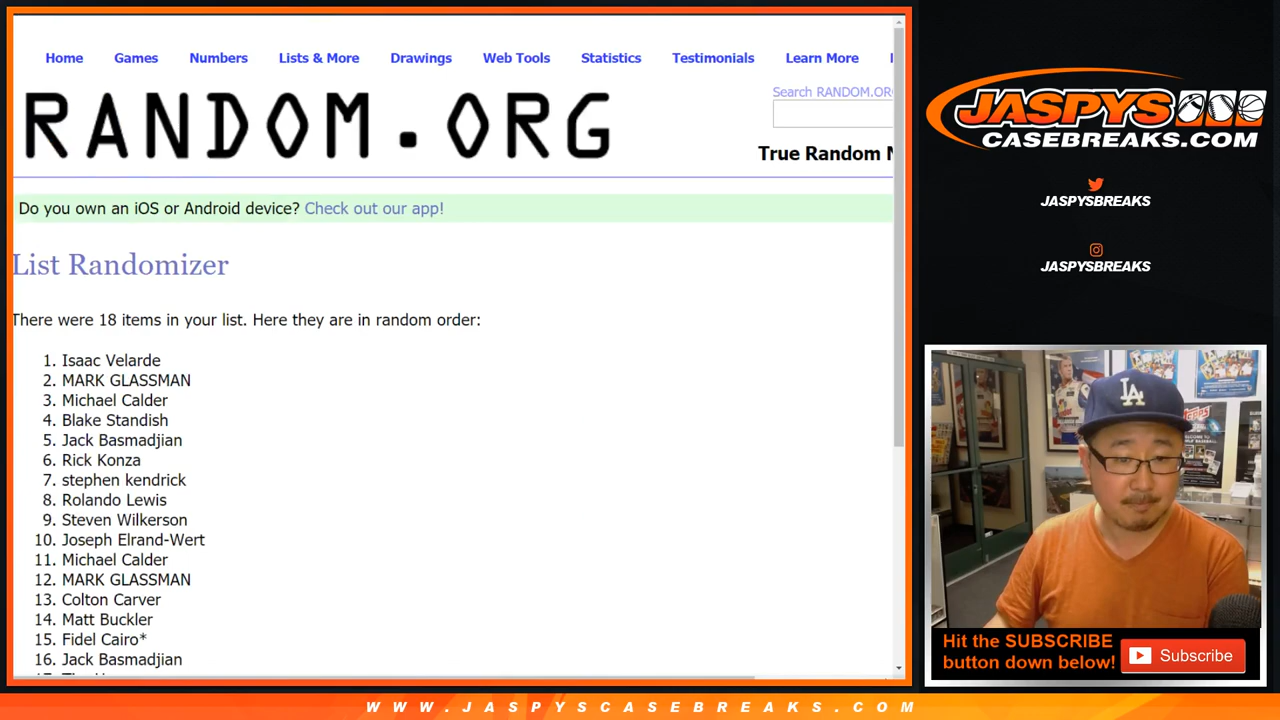 Home Games Numbers Lists & More Drawings Web Tools Statistics Testimonials Learn More
Search RANDOM.ORG
RANDOM.ORG
True Random N
Do you own an iOS or Android device? Check out our app!
List Randomizer
There were 18 items in your list. Here they are in random order:
1. Isaac Velarde
2. MARK GLASSMAN
3. Michael Calder
4. Blake Standish
5. Jack Basmadjian
6. Rick Konza
7. stephen kendrick
8. Rolando Lewis
9. Steven Wilkerson
10. Joseph Elrand-Wert
11. Michael Calder
12. MARK GLASSMAN
13. Colton Carver
14. Matt Buckler
15. Fidel Cairo*
16. Jack Basmadjian
JASPYS
CASEBREAKS.COM
JASPYSBREAKS
JASPYSBREAKS
LA
Topps
Hit the SUBSCRIBE
button down below!
Subscribe
WWW.JASPYSCASEBREAKS.COM